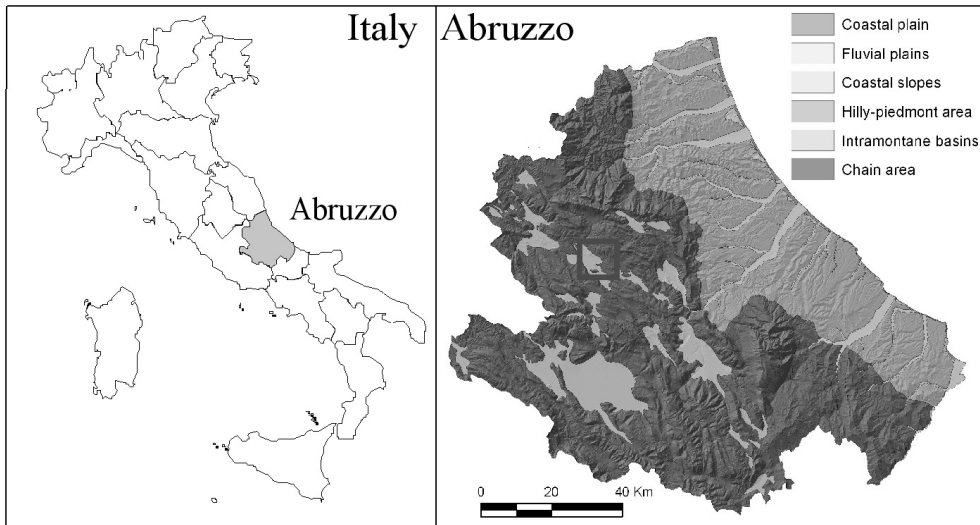 Italy
Abruzzo
Abruzzo
Coastal plain
Fluvial plains
Coastal slopes
Hilly-piedmont area
Intramontane basins
Chain area
0 20 40 Km